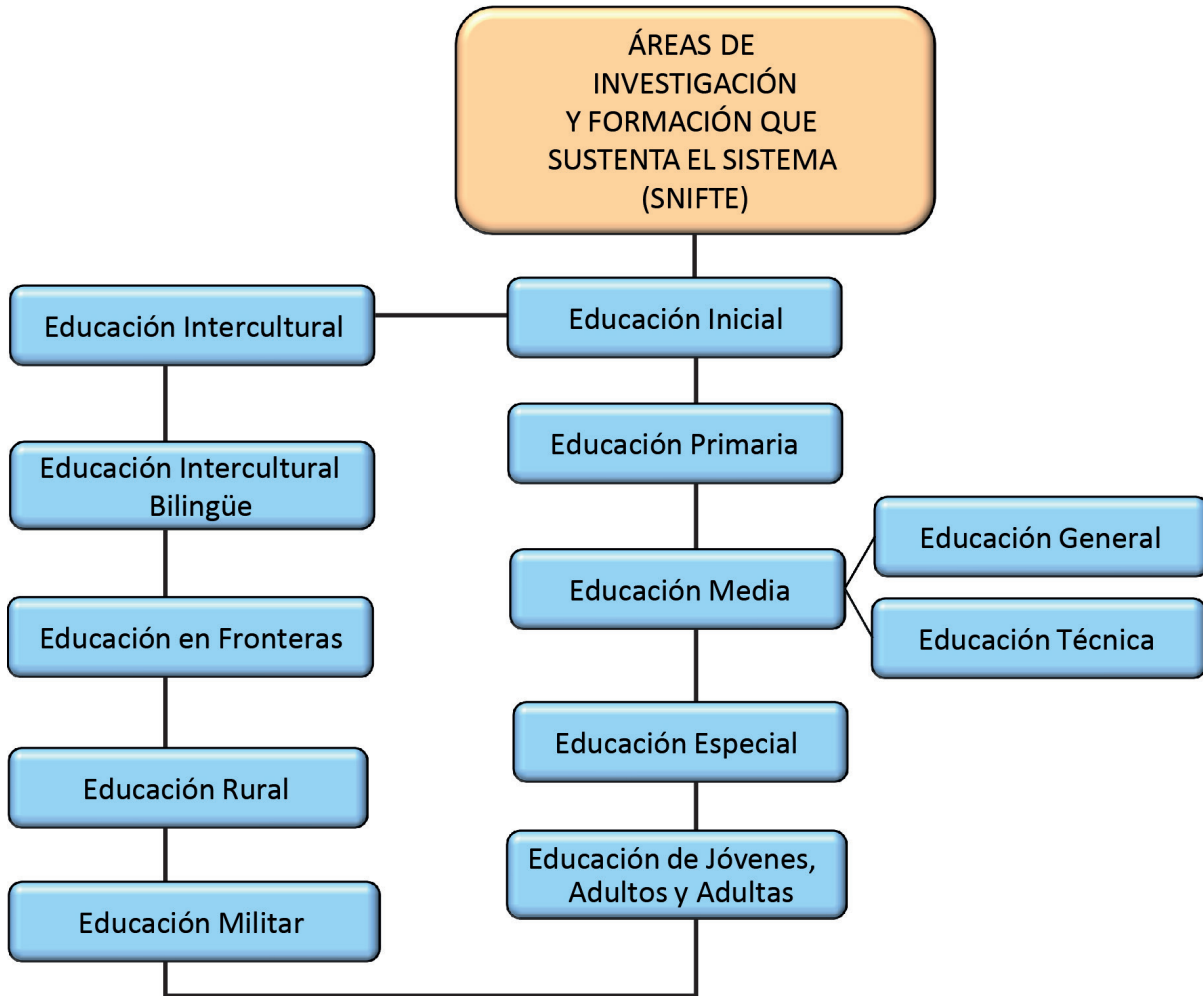 ÁREAS DE
INVESTIGACIÓN
Y FORMACIÓN QUE
SUSTENTA EL SISTEMA
(SNIFTE)
Educación Inicial
Educación Primaria
Educación Media
Educación General
Educación Técnica
Educación Especial
Educación de Jóvenes,
Adultos y Adultas
Educación Intercultural
Educación Intercultural
Bilingüe
Educación en Fronteras
Educación Rural
Educación Militar